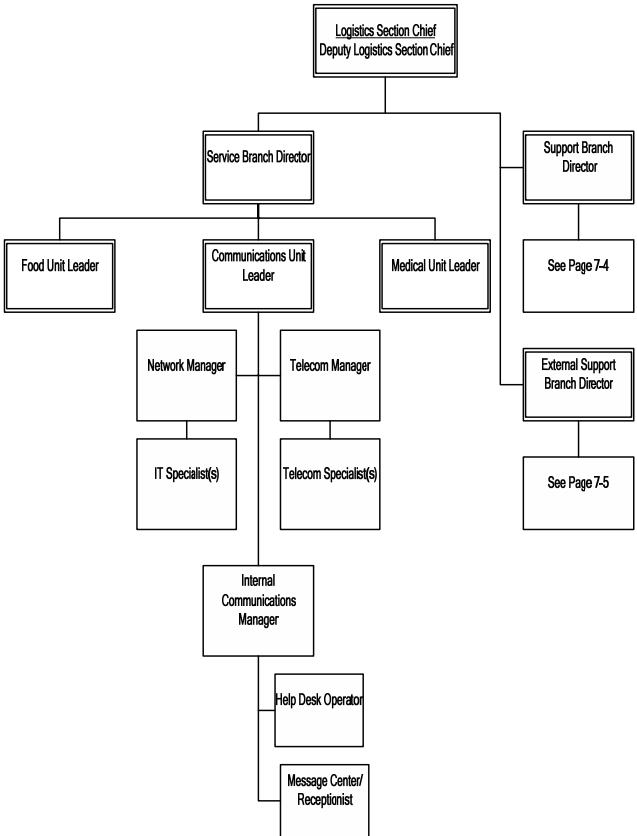 Logistics Section Chief
Deputy Logistics Section Chief
Service Branch Director
Support Branch
Director
Food Unit Leader
Communications Unit
Leader
Medical Unit Leader
See Page 7-4
Network Manager
Telecom Manager
External Support
Branch Director
IT Specialist(s)
Telecom Specialist(s)
See Page 7-5
Internal
Communications
Manager
Help Desk Operator
Message Center/
Receptionist